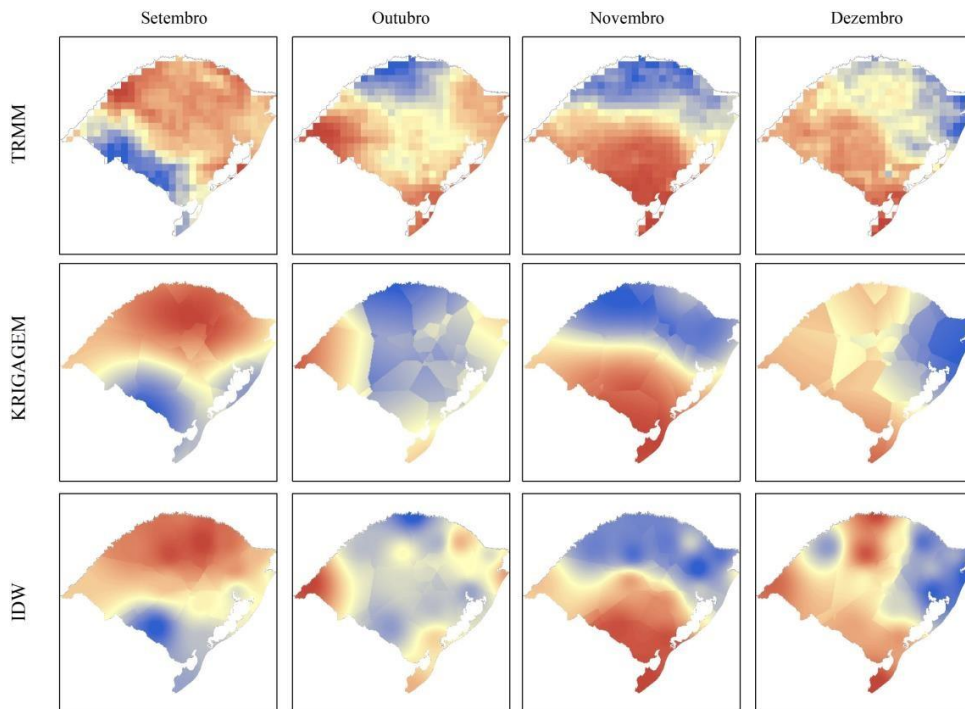 Setembro
Outubro
Novembro
Dezembro
TRMM
KRIGAGEM
IDW